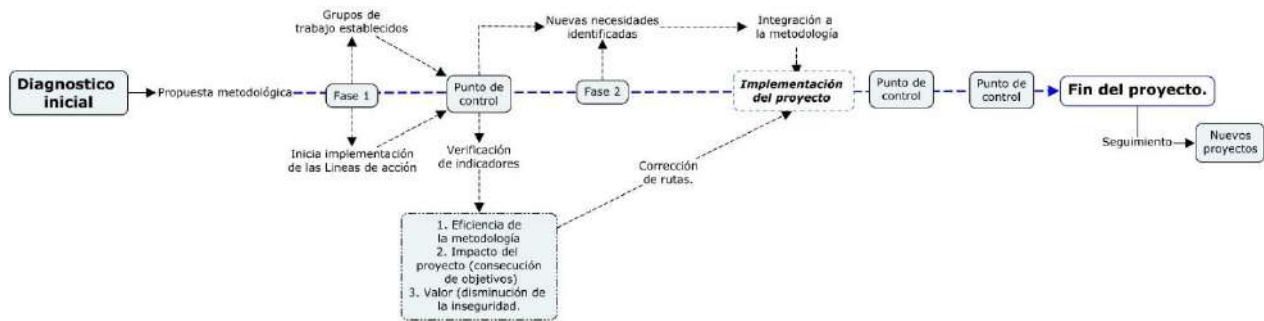 Diagnostico
inicial
Propuesta metodológica
Grupos de
trabajo establecidos
Fase 1
Inicia implementación
de las Lineas de acción
Punto de
control
Verificación
de indicadores
1. Eficiencia de
la metodología
2. Impacto del
proyecto (consecución
de objetivos)
3. Valor (disminución de
la inseguridad.
Nuevas necesidades
identificadas
Fase 2
Corrección
de rutas.
Integración a
la metodología
Implementación
del proyecto
Punto de
control
Punto de
control
Fin del proyecto.
Seguimiento
Nuevos
proyectos